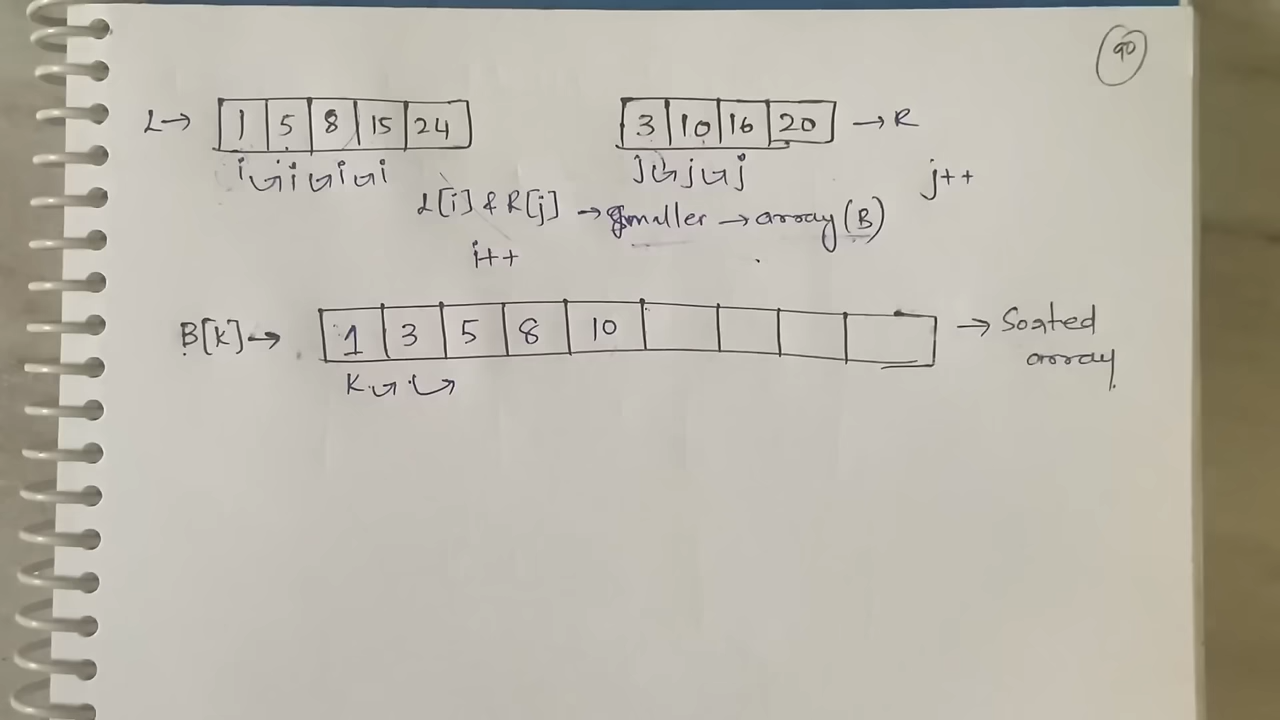 90
L→ 1 5 8 15 24 3 10 16 20 →R
i i i i j j j
j++
L[i] & R[j] → smaller → array (B)
i++
B[k]→ 1 3 5 8 10 → Sorted
array
K